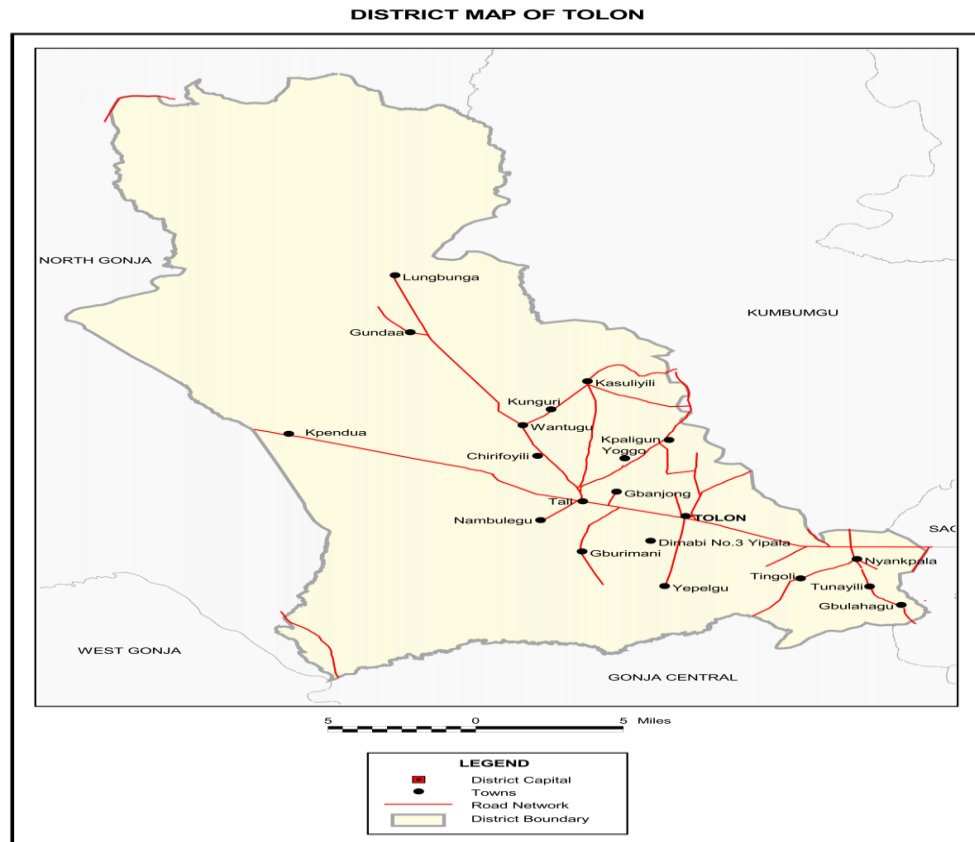 DISTRICT MAP OF TOLON
NORTH GONJA
Lungbunga
KUMBUMGU
Gundaa
Kasuliyili
Kunguri
Wantugu
Kpendua
Kpaligun
Yoggo
Chirifoyili
Gbanjong
Tali
TOLON
Nambulegu
SAG
Dimabi No.3 Yipala
Gburimani
Nyankpala
Tingoli
Tunayili
Yepelgu
Gbulahagu
WEST GONJA
GONJA CENTRAL
5 0 5 Miles
LEGEND
District Capital
Towns
Road Network
District Boundary